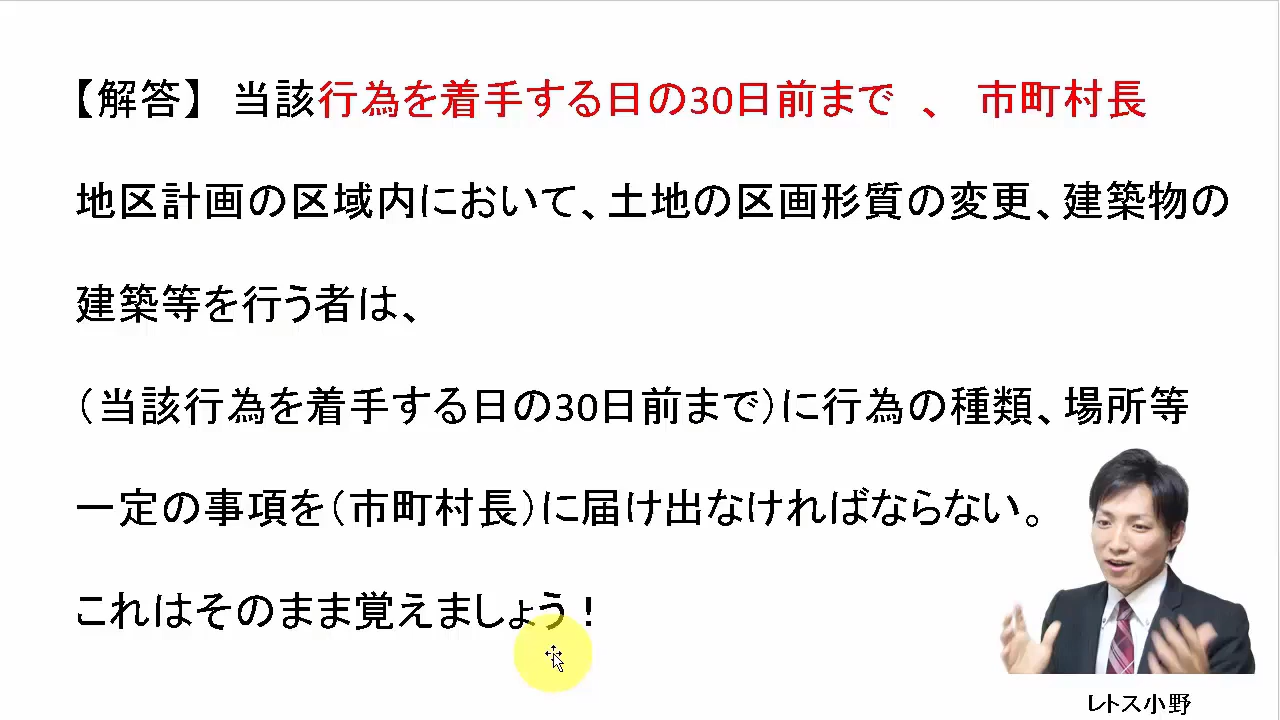 【解答】 当該行為を着手する日の30日前まで 、 市町村長
地区計画の区域内において、土地の区画形質の変更、建築物の
建築等を行う者は、
（当該行為を着手する日の30日前まで）に行為の種類、場所等
一定の事項を（市町村長）に届け出なければならない。
これはそのまま覚えましょう！
レトス小野